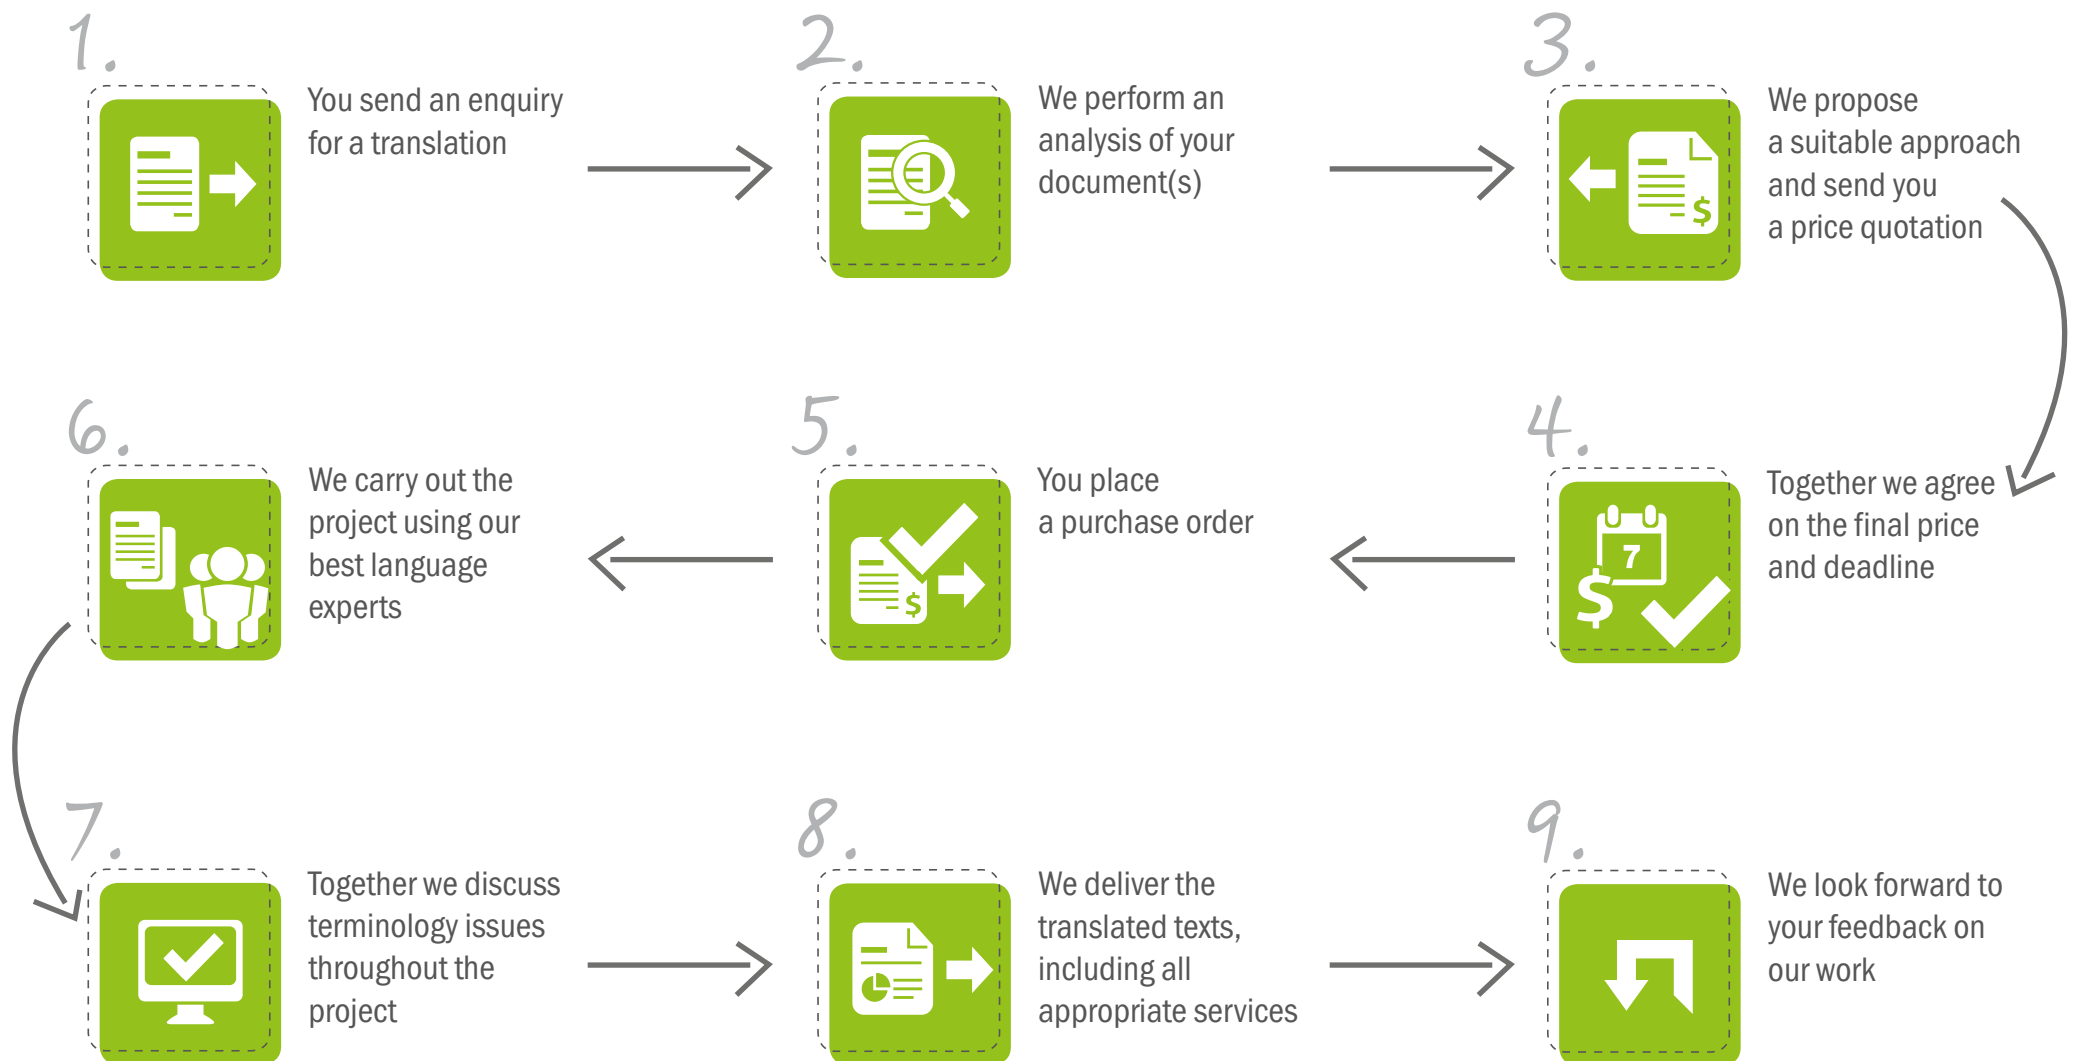 1.
You send an enquiry
for a translation
2.
We perform an
analysis of your
document(s)
3.
We propose
a suitable approach
and send you
a price quotation
$
4.
Together we agree
on the final price
and deadline
7
$
5.
You place
a purchase order
$
6.
We carry out the
project using our
best language
experts
7.
Together we discuss
terminology issues
throughout the
project
8.
We deliver the
translated texts,
including all
appropriate services
9.
We look forward to
your feedback on
our work